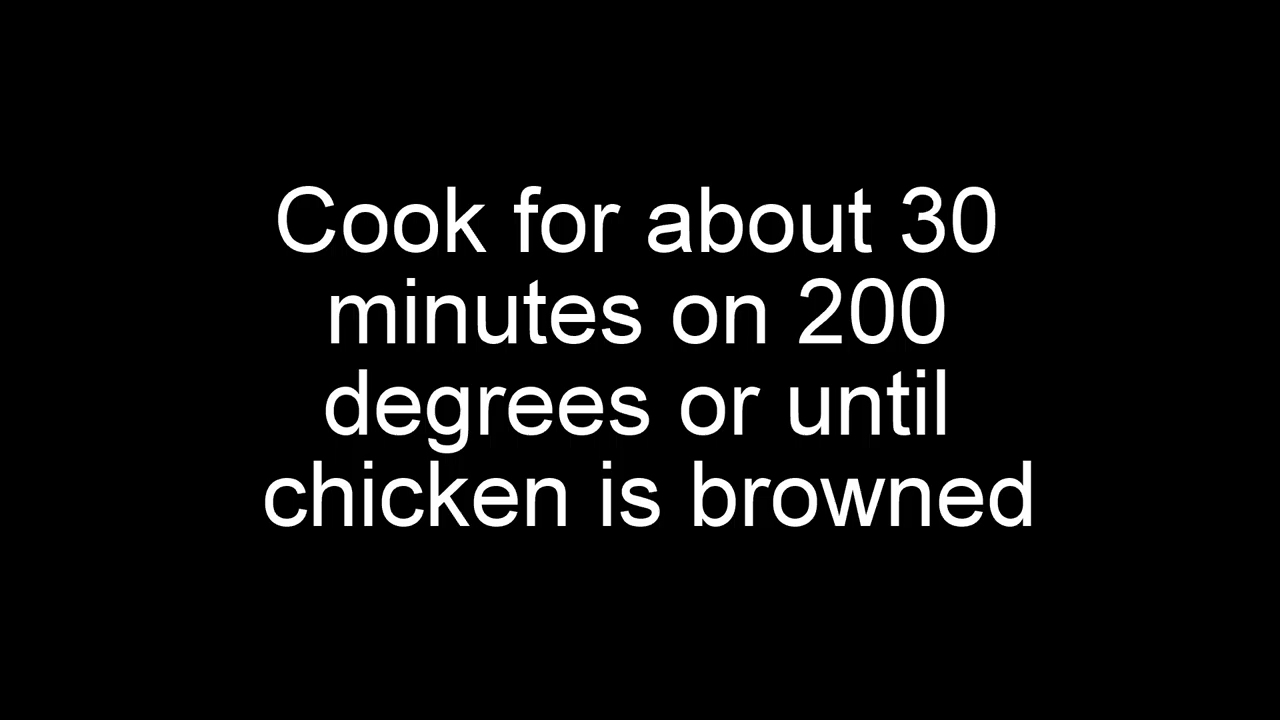 Cook for about 30
minutes on 200
degrees or until
chicken is browned